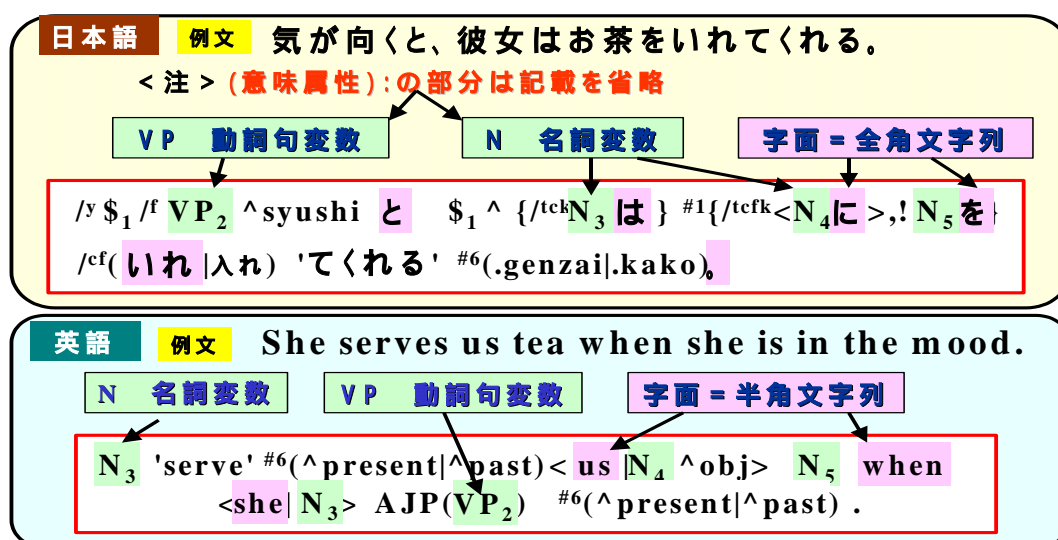 日本語 例文 気が向くと、彼女はお茶をいれてくれる。
<注>(意味属性):の部分は記載を省略
VP 動詞句変数 N 名詞変数 字面=全角文字列
/y $1 /f VP2 ^syushi と $1 ^ {/tck N3 は } #1{/tcfk <N4 に >,! N5 を }
/cf( いれ |入れ) 'てくれる' #6(.genzai|.kako)。
英語 例文 She serves us tea when she is in the mood.
N 名詞変数 VP 動詞句変数 字面=半角文字列
N3 'serve' #6(^present|^past)< us |N4 ^obj> N5 when
<she| N3> AJP(VP2) #6(^present|^past) .